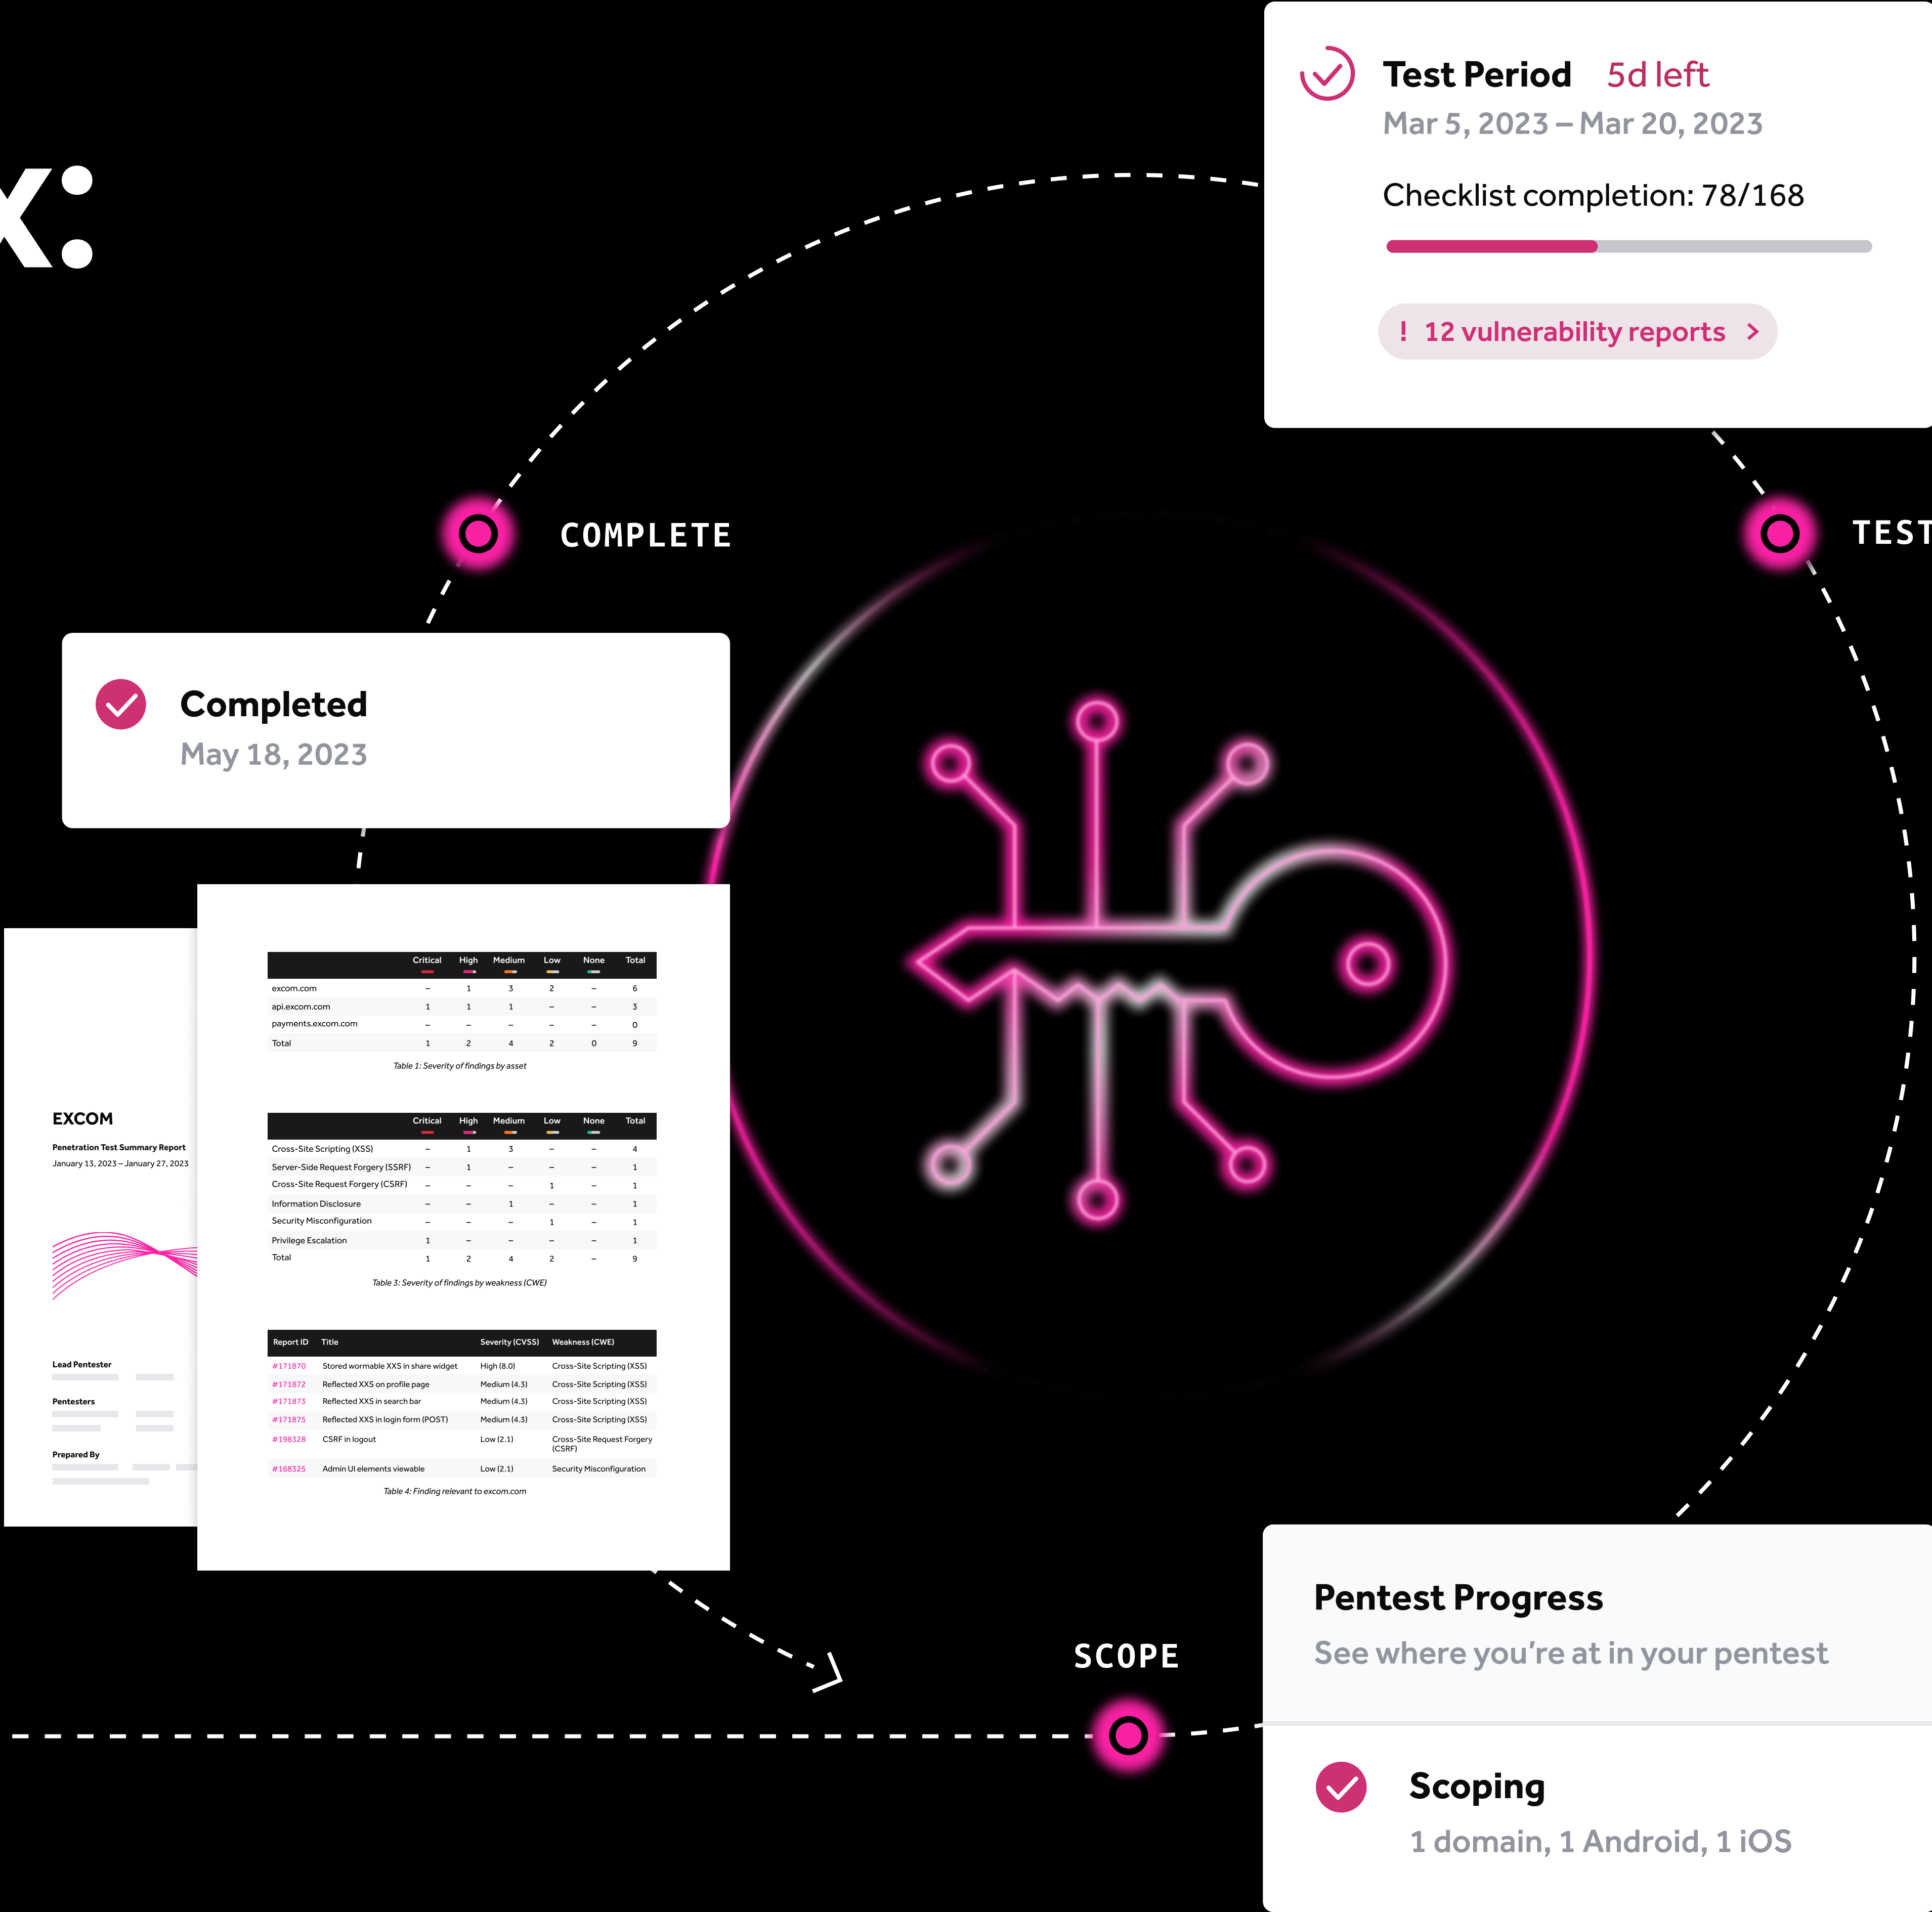 x:
Test Period 5d left
Mar 5, 2023 – Mar 20, 2023
Checklist completion: 78/168
! 12 vulnerability reports >
COMPLETE
TEST
Completed
May 18, 2023
EXCOM
Penetration Test Summary Report
January 13, 2023 – January 27, 2023
Lead Pentester
Pentesters
Prepared By
Critical High Medium Low None Total
excom.com – 1 3 2 – 6
api.excom.com 1 1 1 – – 3
payments.excom.com – – – – – 0
Total 1 2 4 2 0 9
Table 1: Severity of findings by asset
Critical High Medium Low None Total
Cross-Site Scripting (XSS) – 1 3 – – 4
Server-Side Request Forgery (SSRF) – 1 – – – 1
Cross-Site Request Forgery (CSRF) – – – 1 – 1
Information Disclosure – – 1 – – 1
Security Misconfiguration – – – 1 – 1
Privilege Escalation 1 – – – – 1
Total 1 2 4 2 – 9
Table 3: Severity of findings by weakness (CWE)
Report ID Title Severity (CVSS) Weakness (CWE)
#171870 Stored wormable XXS in share widget High (8.0) Cross-Site Scripting (XSS)
#171872 Reflected XXS on profile page Medium (4.3) Cross-Site Scripting (XSS)
#171873 Reflected XXS in search bar Medium (4.3) Cross-Site Scripting (XSS)
#171875 Reflected XXS in login form (POST) Medium (4.3) Cross-Site Scripting (XSS)
#198328 CSRF in logout Low (2.1) Cross-Site Request Forgery
(CSRF)
#168325 Admin UI elements viewable Low (2.1) Security Misconfiguration
Table 4: Finding relevant to excom.com
SCOPE
Pentest Progress
See where you're at in your pentest
Scoping
1 domain, 1 Android, 1 iOS